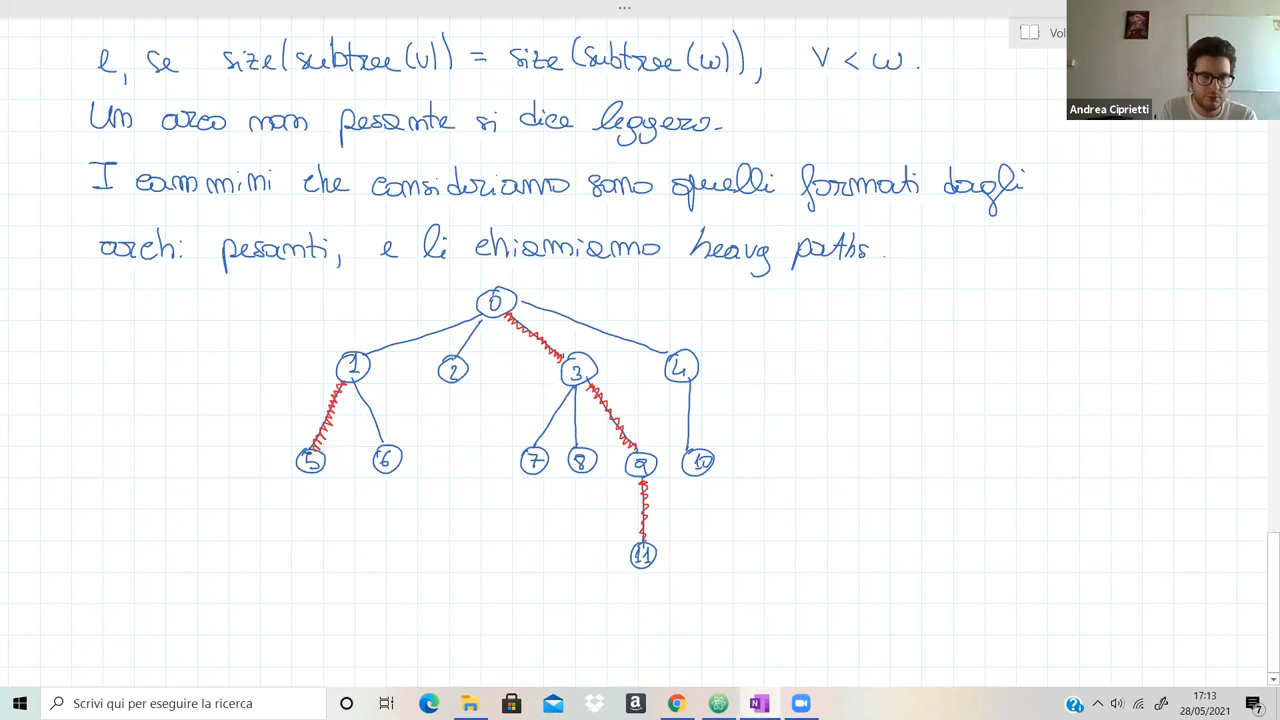 e, se size(subtree(v)) = size(subtree(w)), v < w.
Un arco non pesante si dice leggero.
I cammini che consideriamo sono quelli formati dagli
archi pesanti, e li chiamiamo heavy paths.
0
1 2 3 4
5 6 7 8 9 10
11
Vol
Andrea Ciprietti
Scrivi qui per eseguire la ricerca
17:13
28/05/2021
7